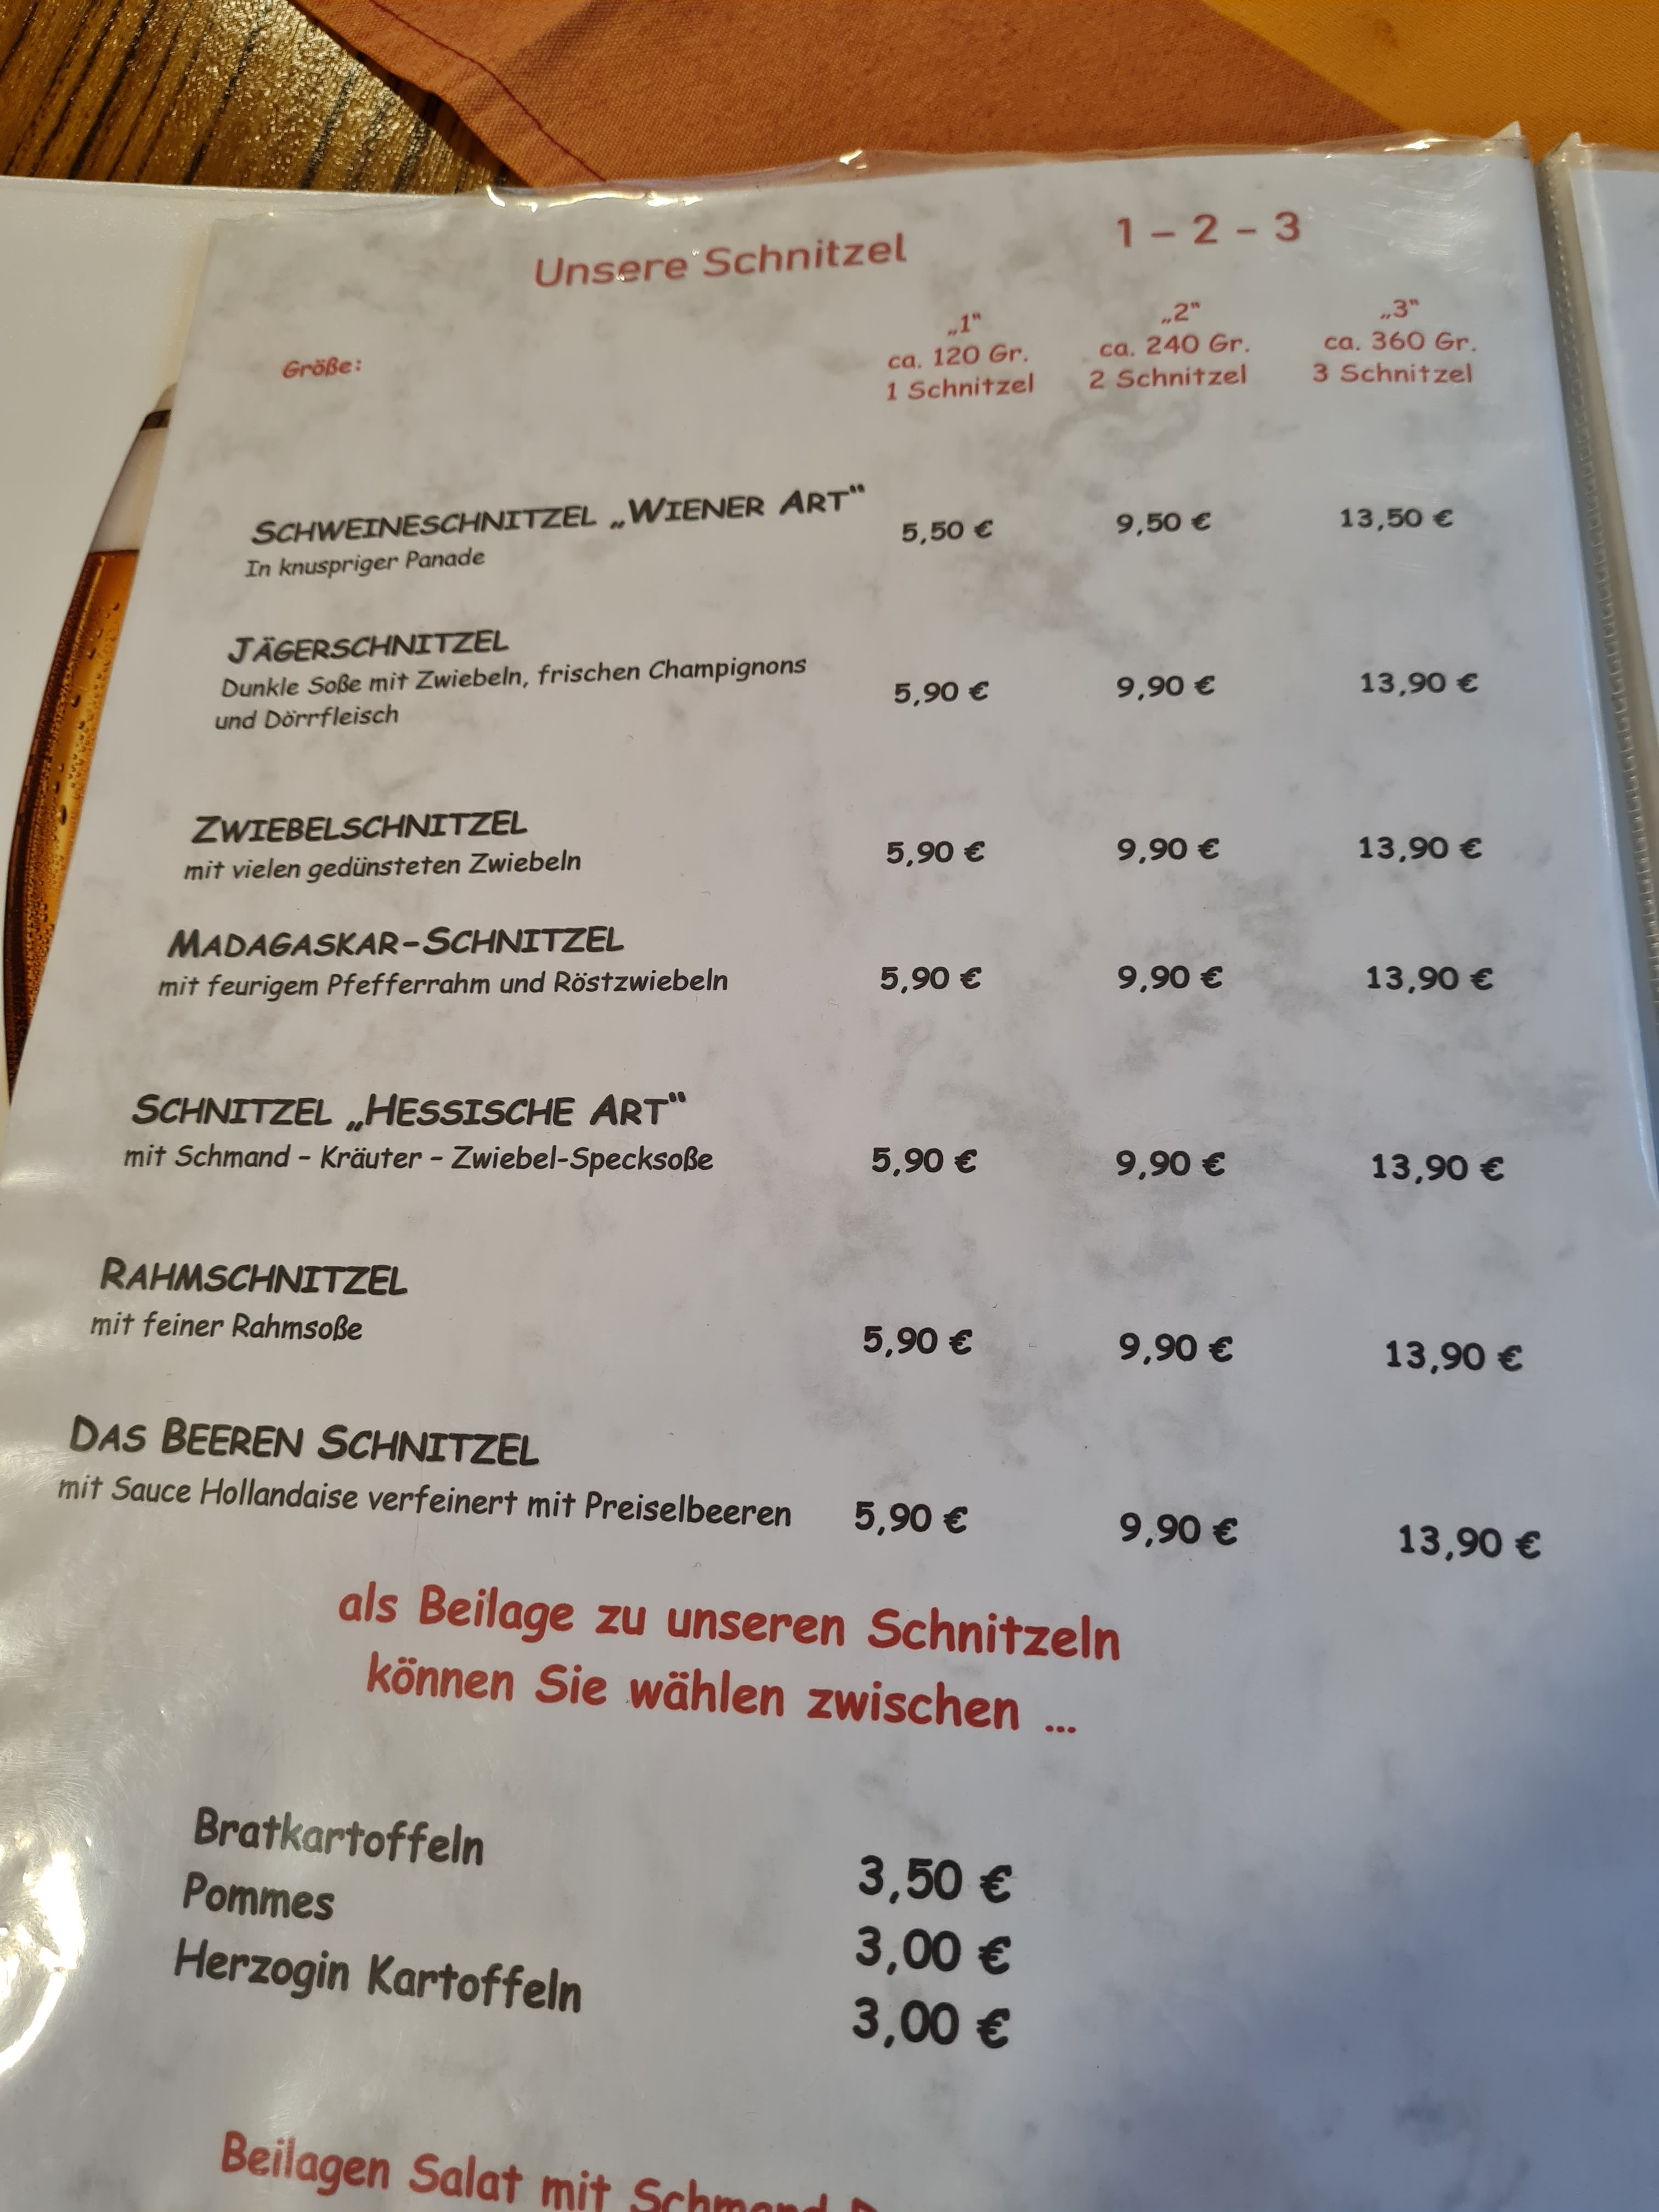 Unsere Schnitzel 1 – 2 – 3
„1“ „2“ „3“
Größe: ca. 120 Gr. ca. 240 Gr. ca. 360 Gr.
1 Schnitzel 2 Schnitzel 3 Schnitzel
SCHWEINESCHNITZEL „WIENER ART“ 5,50 € 9,50 € 13,50 €
In knuspriger Panade
JÄGERSCHNITZEL
Dunkle Soße mit Zwiebeln, frischen Champignons 5,90 € 9,90 € 13,90 €
und Dörrfleisch
ZWIEBELSCHNITZEL
mit vielen gedünsteten Zwiebeln 5,90 € 9,90 € 13,90 €
MADAGASKAR-SCHNITZEL
mit feurigem Pfefferrahm und Röstzwiebeln 5,90 € 9,90 € 13,90 €
SCHNITZEL „HESSISCHE ART“
mit Schmand – Kräuter – Zwiebel-Specksoße 5,90 € 9,90 € 13,90 €
RAHMSCHNITZEL
mit feiner Rahmsoße 5,90 € 9,90 € 13,90 €
DAS BEEREN SCHNITZEL
mit Sauce Hollandaise verfeinert mit Preiselbeeren 5,90 € 9,90 € 13,90 €
als Beilage zu unseren Schnitzeln
können Sie wählen zwischen ...
Bratkartoffeln 3,50 €
Pommes 3,00 €
Herzogin Kartoffeln 3,00 €
Beilagen Salat mit Schmand